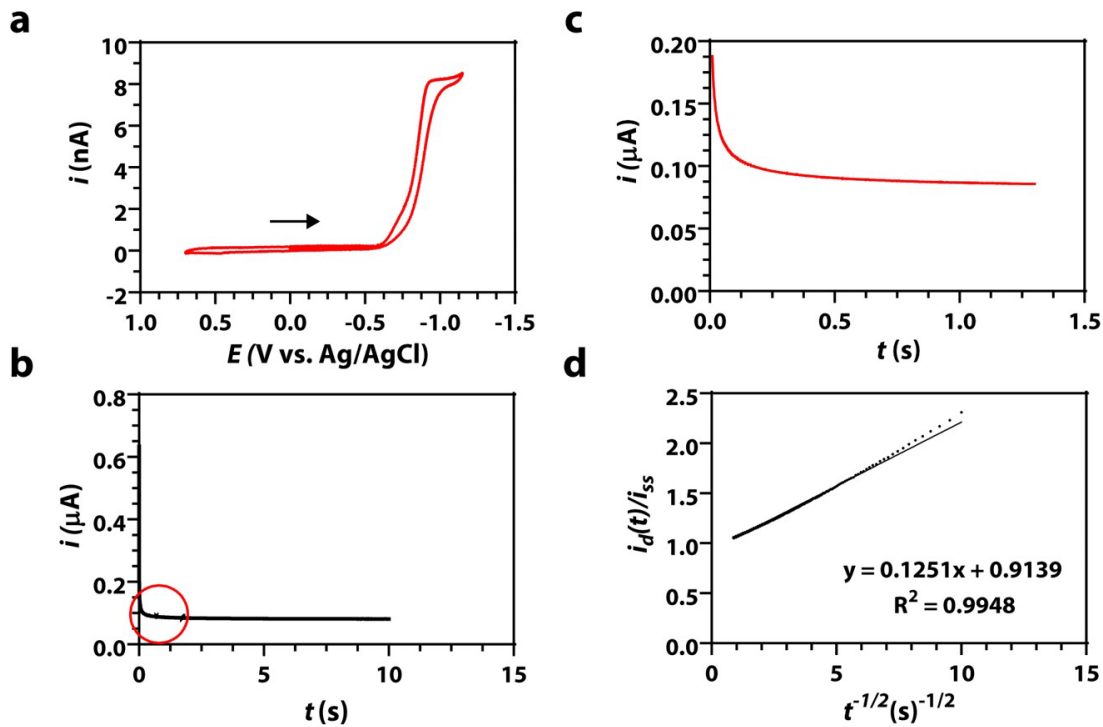 a
10
8
6
4
2
0
-2
i (nA)
1.0 0.5 0.0 -0.5 -1.0 -1.5
E (V vs. Ag/AgCl)
c
0.20
0.15
0.10
0.05
0.00
i (μA)
0.0 0.5 1.0 1.5
t (s)
b
0.8
0.6
0.4
0.2
0.0
i (μA)
0 5 10 15
t (s)
d
2.5
2.0
1.5
1.0
0.5
0.0
i_d(t)/i_ss
y = 0.1251x + 0.9139
R² = 0.9948
0 5 10 15
t^-1/2 (s)^-1/2